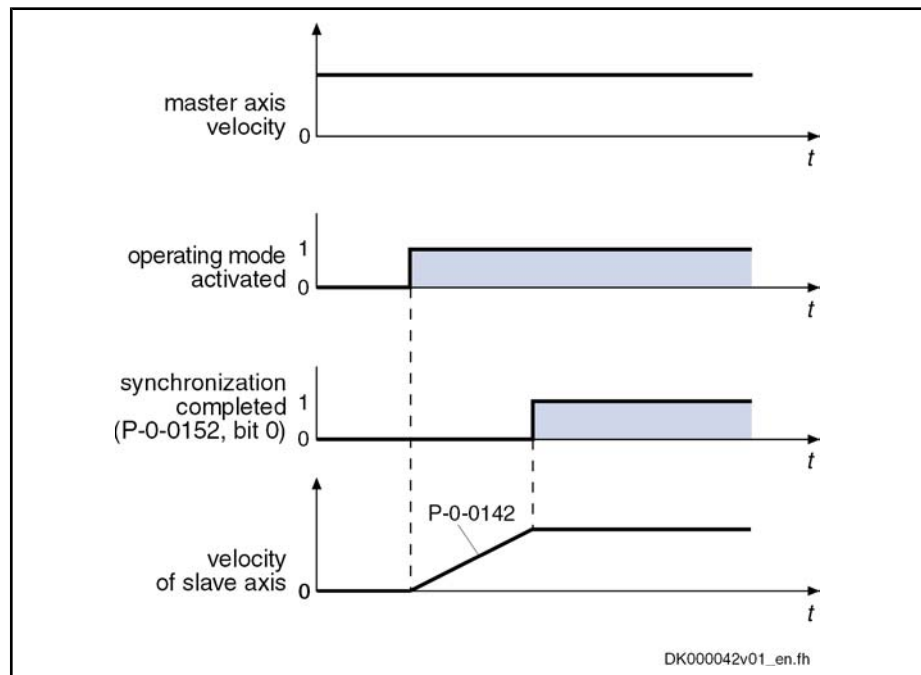 master axis
velocity
0
t
operating mode
activated
1
0
t
synchronization
completed
(P-0-0152, bit 0)
1
0
t
P-0-0142
velocity
of slave axis
0
t
DK000042v01_en.fh